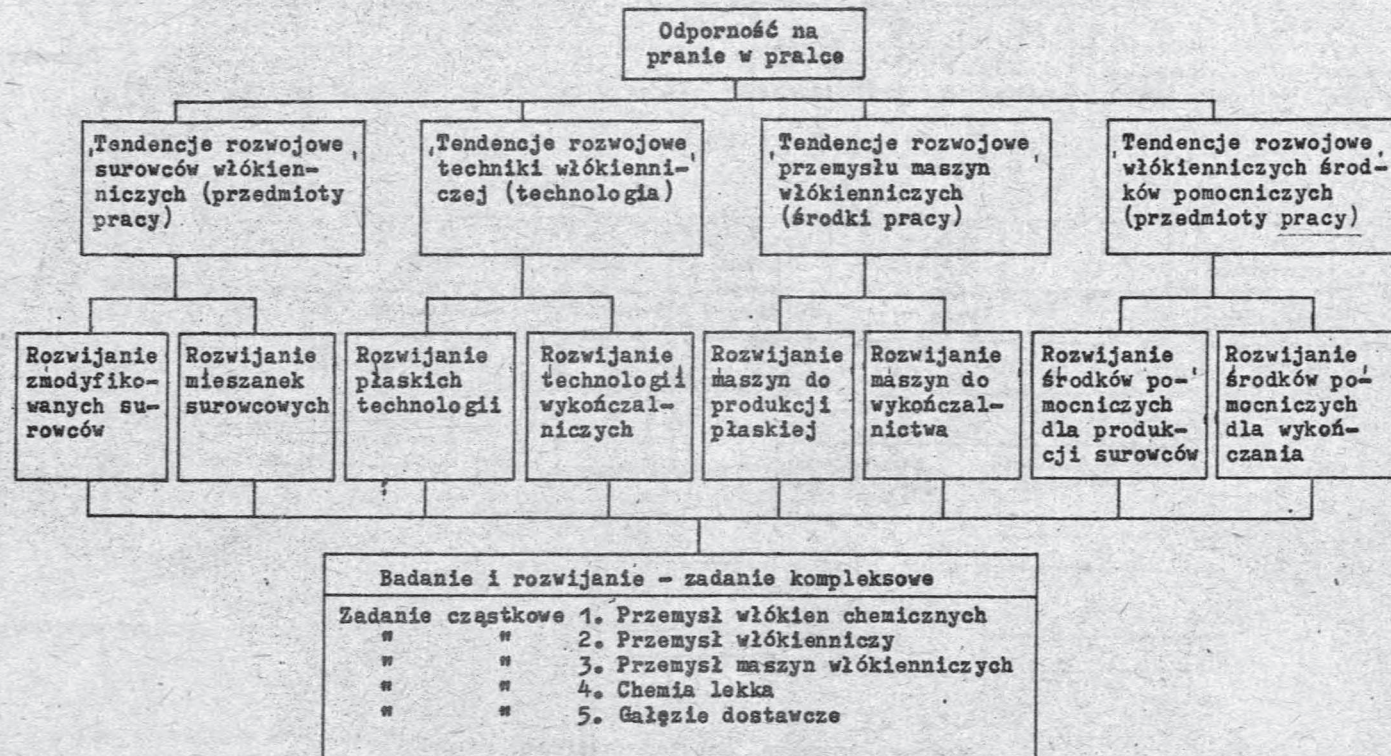 Odporność na
pranie w pralce
Tendencje rozwojowe
surowców włókien-
niczych (przedmioty
pracy)
Tendencje rozwojowe
techniki włókienni-
czej (technologia)
Tendencje rozwojowe
przemysłu maszyn
włókienniczych
(środki pracy)
Tendencje rozwojowe
włókienniczych środ-
ków pomocniczych
(przedmioty pracy)
Rozwijanie
zmodyfiko-
wanych su-
rowców
Rozwijanie
mieszanek
surowcowych
Rozwijanie
płaskich
technologii
Rozwijanie
technologii
wykończal-
niczych
Rozwijanie
maszyn do
produkcji
płaskiej
Rozwijanie
maszyn do
wykończal-
nictwa
Rozwijanie
środków po-
mocniczych
dla produk-
cji surowców
Rozwijanie
środków po-
mocniczych
dla wykoń-
czania
Badanie i rozwijanie - zadanie kompleksowe
Zadanie cząstkowe 1. Przemysł włókien chemicznych
" " 2. Przemysł włókienniczy
" " 3. Przemysł maszyn włókienniczych
" " 4. Chemia lekka
" " 5. Gałęzie dostawcze